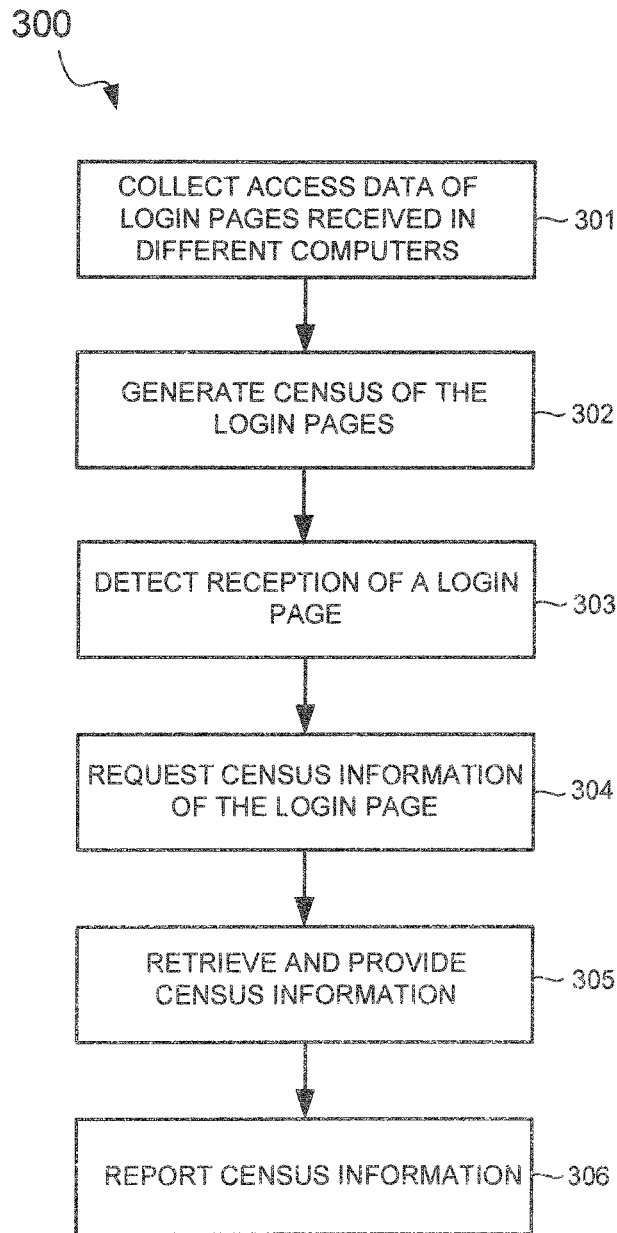 300
COLLECT ACCESS DATA OF
LOGIN PAGES RECEIVED IN
DIFFERENT COMPUTERS
301
GENERATE CENSUS OF THE
LOGIN PAGES
302
DETECT RECEPTION OF A LOGIN
PAGE
303
REQUEST CENSUS INFORMATION
OF THE LOGIN PAGE
304
RETRIEVE AND PROVIDE
CENSUS INFORMATION
305
REPORT CENSUS INFORMATION
306